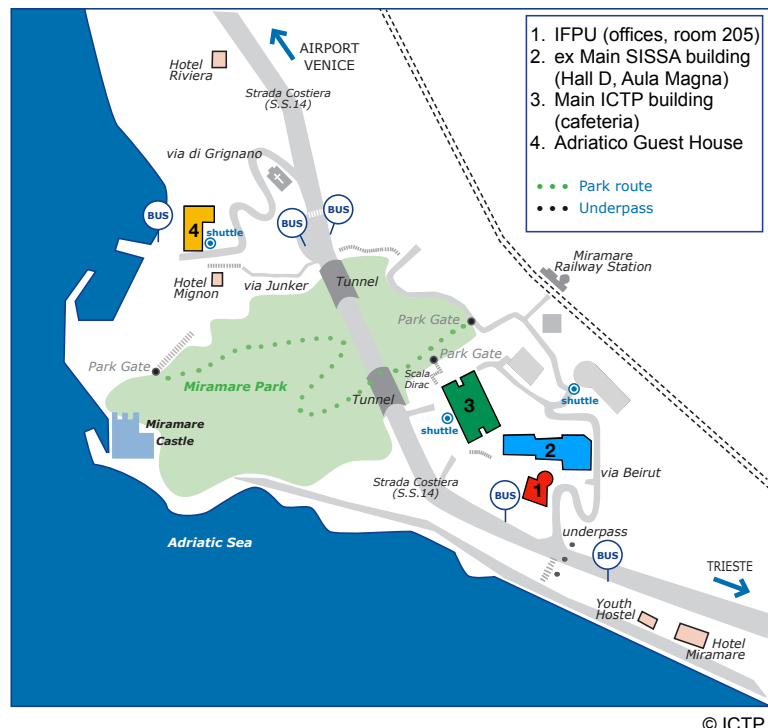 1. IFPU (offices, room 205)
2. ex Main SISSA building
(Hall D, Aula Magna)
3. Main ICTP building
(cafeteria)
4. Adriatico Guest House
Park route
Underpass
AIRPORT
VENICE
Hotel
Riviera
Strada Costiera
(S.S.14)
via di Grignano
BUS
4
shuttle
BUS
BUS
Hotel
Mignon
via Junker
Tunnel
Miramare
Railway Station
Park Gate
Park Gate
Park Gate
Miramare Park
Scala
Dirac
Tunnel
3
shuttle
shuttle
Miramare
Castle
2
1
via Beirut
Strada Costiera
(S.S.14)
BUS
underpass
BUS
Adriatic Sea
TRIESTE
Youth
Hostel
Hotel
Miramare
© ICTP